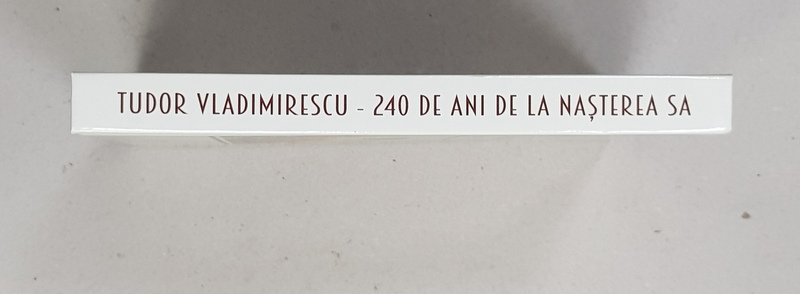 TUDOR VLADIMIRESCU - 240 DE ANI DE LA NAȘTEREA SA